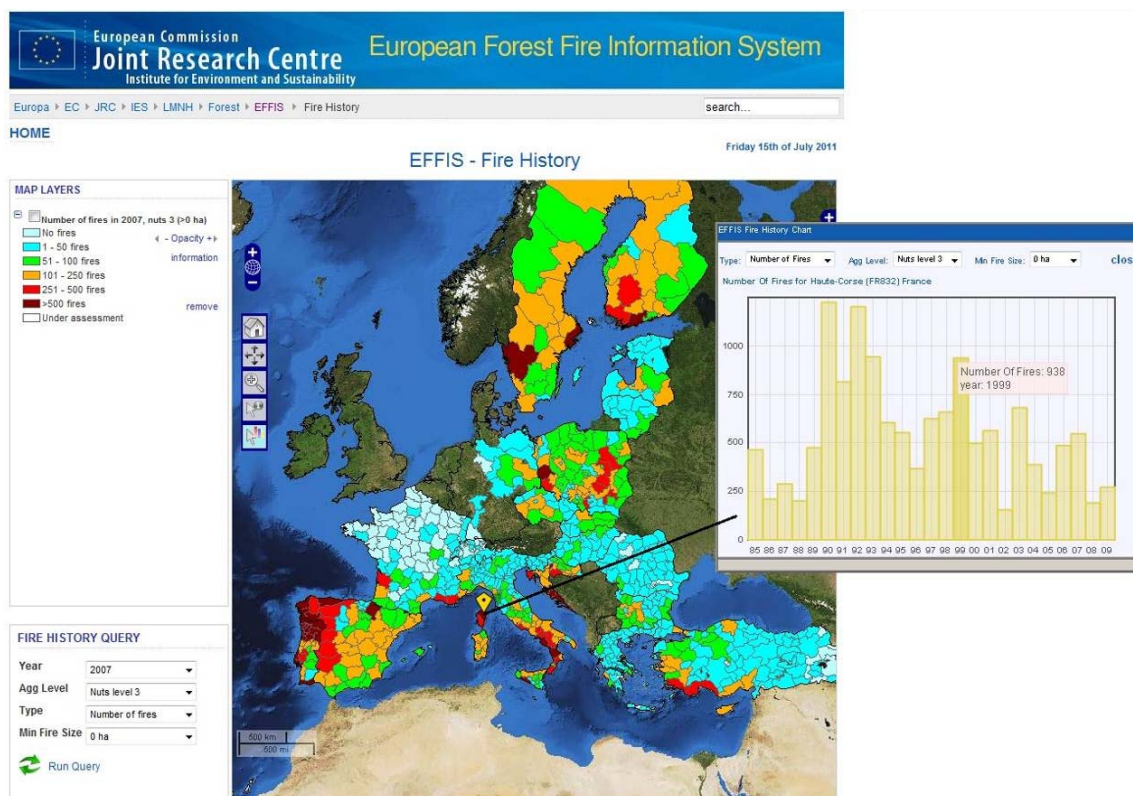 European Commission
Joint Research Centre
Institute for Environment and Sustainability
European Forest Fire Information System
Europa EC JRC IES LMNH Forest EFFIS Fire History
search...
HOME
Friday 15th of July 2011
EFFIS - Fire History
MAP LAYERS
Number of fires in 2007, nuts 3 (>0 ha)
No fires
- Opacity +
1 - 50 fires
51 - 100 fires
information
101 - 250 fires
251 - 500 fires
>500 fires
remove
Under assessment
500 km
500 mi
FIRE HISTORY QUERY
Year 2007
Agg Level Nuts level 3
Type Number of fires
Min Fire Size 0 ha
Run Query
EFFIS Fire History Chart
Type: Number of Fires Agg Level: Nuts level 3 Min Fire Size: 0 ha clos
Number Of Fires for Haute-Corse (FR832) France
1000
750
500
250
0
Number Of Fires: 938
year: 1999
85 86 87 88 89 90 91 92 93 94 95 96 97 98 99 00 01 02 03 04 05 06 07 08 09